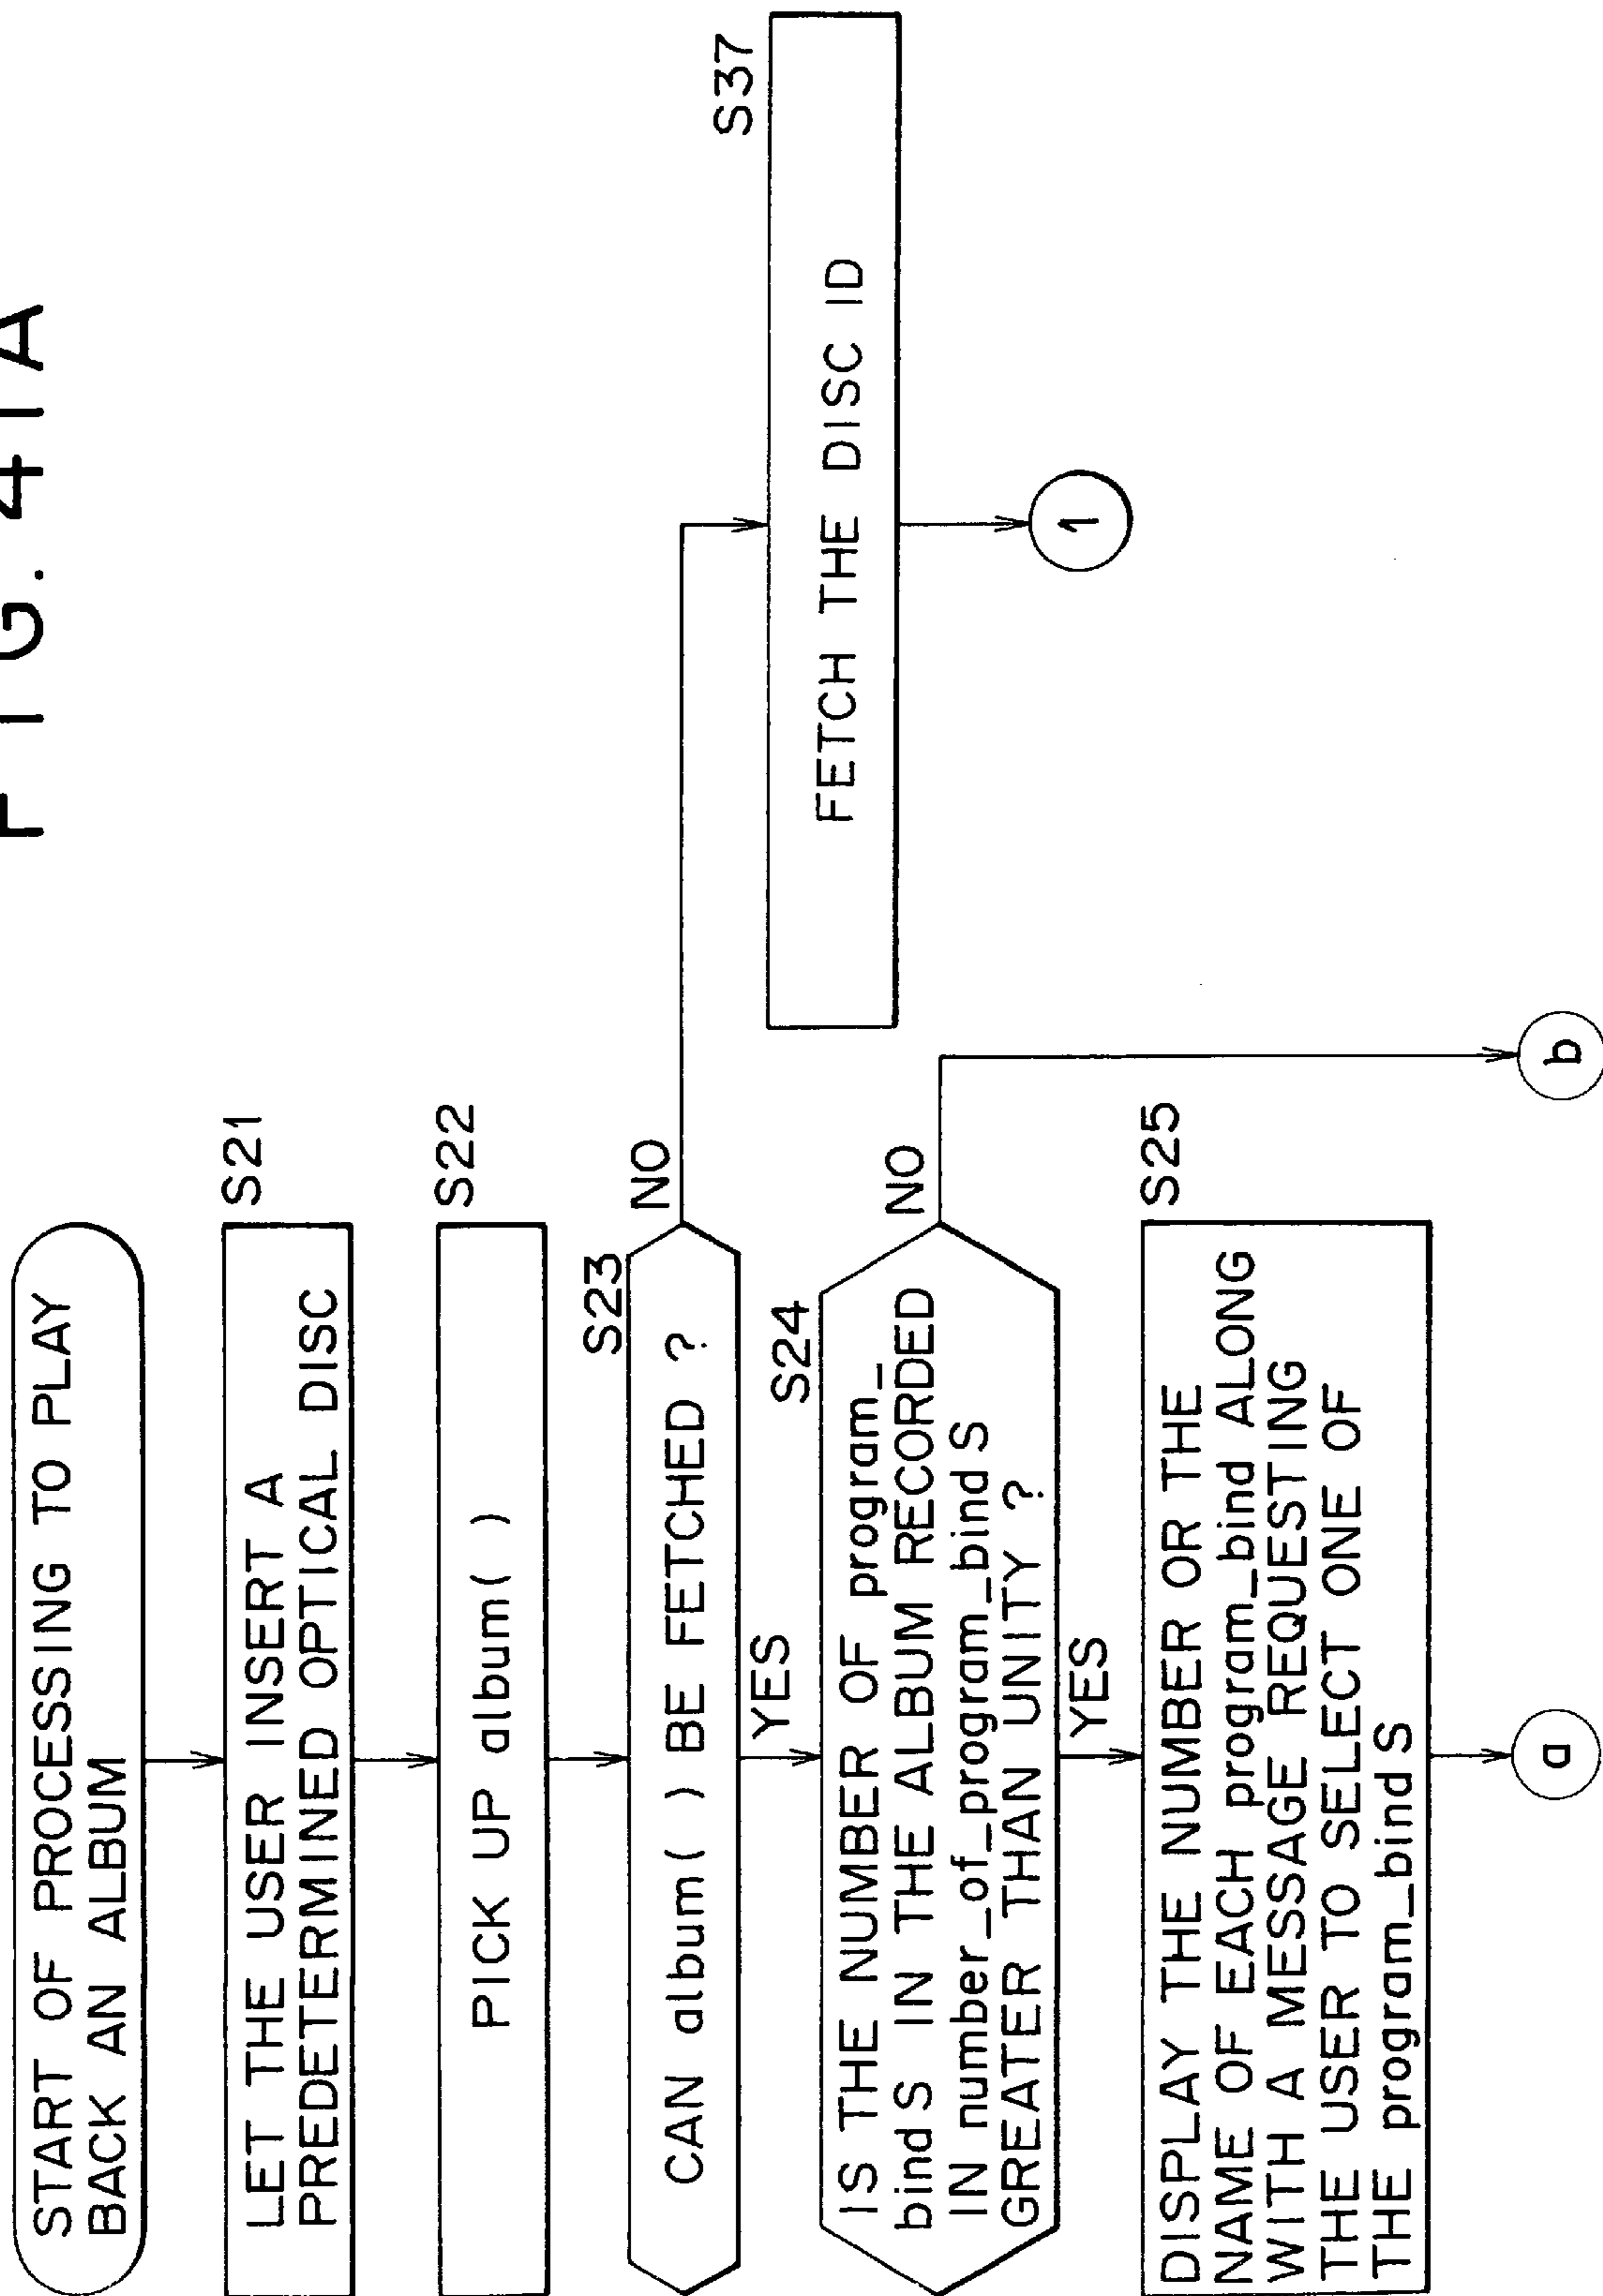 FIG. 41A
START OF PROCESSING TO PLAY
BACK AN ALBUM
S21
LET THE USER INSERT A
PREDETERMINED OPTICAL DISC
S22
PICK UP album( )
S23
CAN album( ) BE FETCHED ?
NO
YES
S37
FETCH THE DISC ID
1
S24
IS THE NUMBER OF program_
bind S IN THE ALBUM RECORDED
IN number_of_program_bind S
GREATER THAN UNITY ?
NO
YES
b
S25
DISPLAY THE NUMBER OR THE
NAME OF EACH program_bind ALONG
WITH A MESSAGE REQUESTING
THE USER TO SELECT ONE OF
THE program_bind S
a